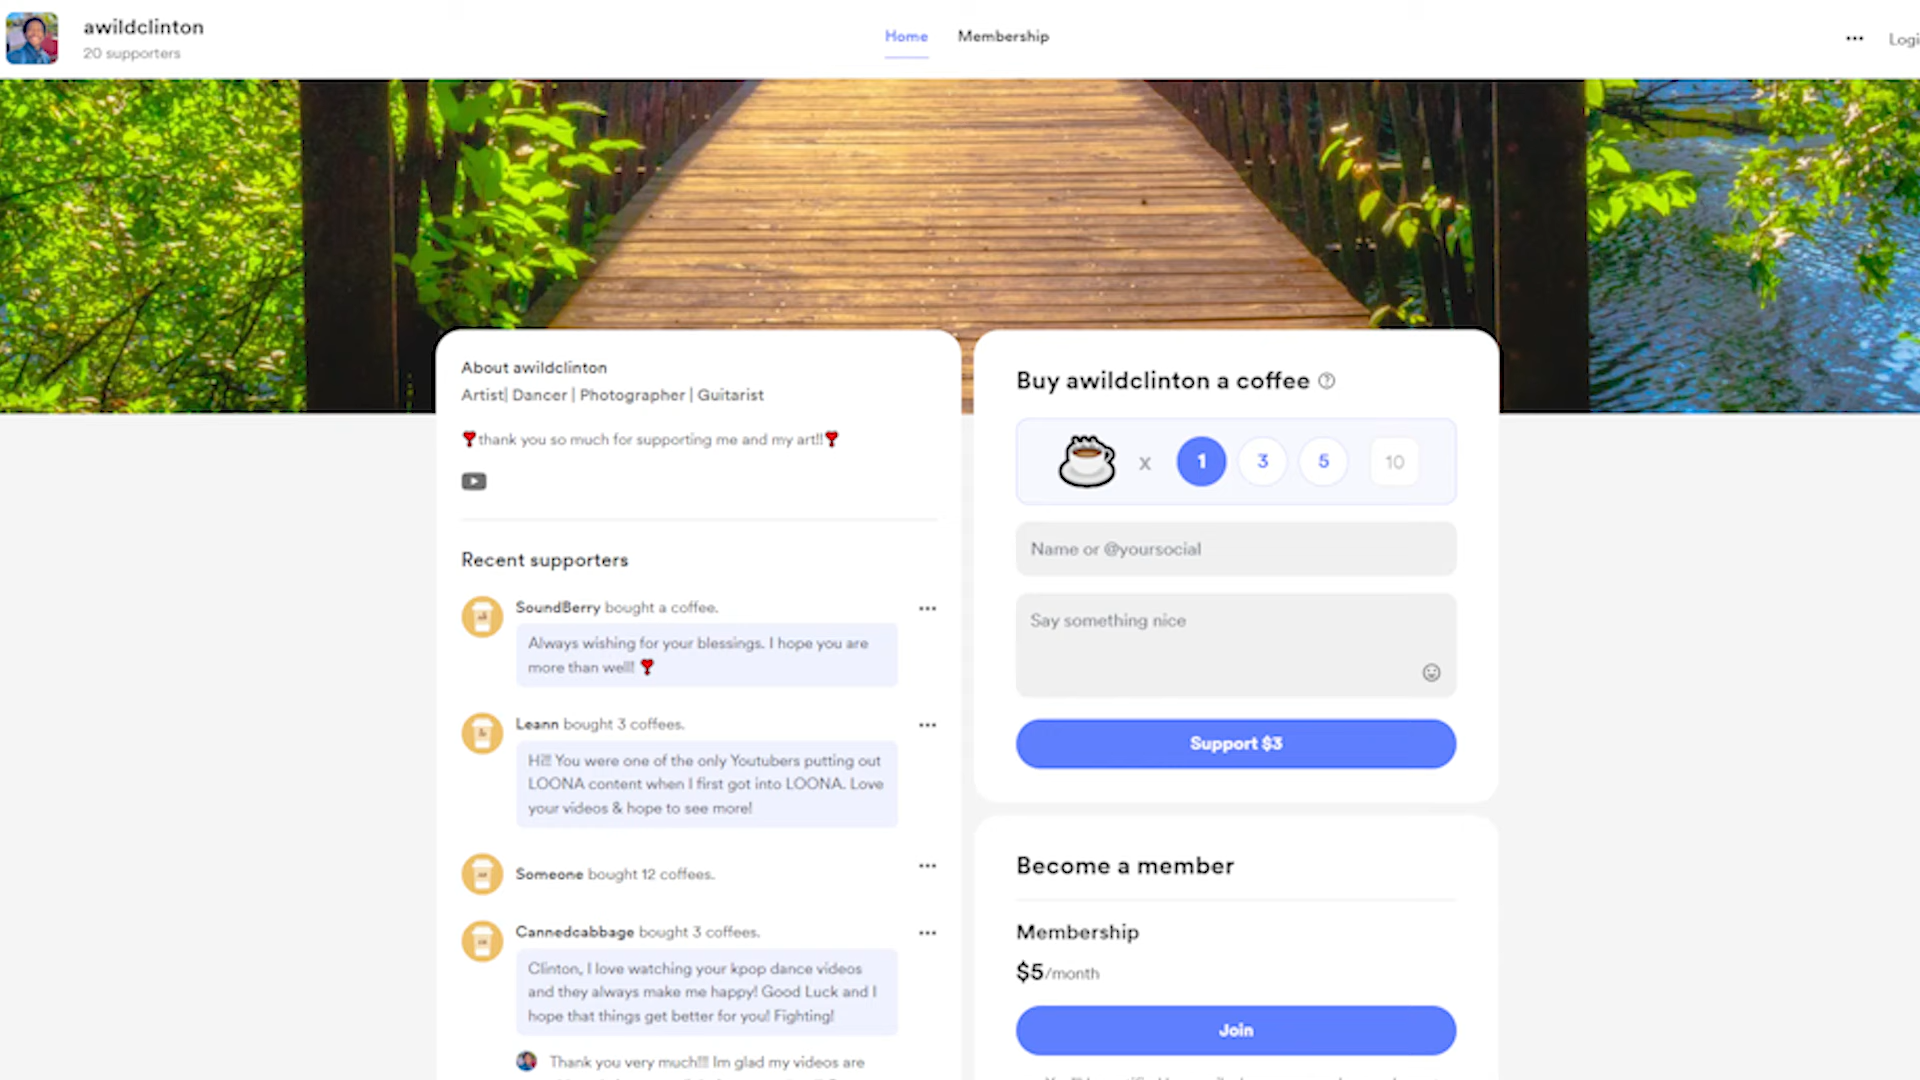 awildclinton
20 supporters
Home
Membership
Logi
About awildclinton
Artist| Dancer | Photographer | Guitarist
❣thank you so much for supporting me and my art!!❣
Recent supporters
SoundBerry bought a coffee.
Always wishing for your blessings. I hope you are
more than well! ❣
Leann bought 3 coffees.
Hi!! You were one of the only Youtubers putting out
LOONA content when I first got into LOONA. Love
your videos & hope to see more!
Someone bought 12 coffees.
Cannedcabbage bought 3 coffees.
Clinton, I love watching your kpop dance videos
and they always make me happy! Good Luck and I
hope that things get better for you! Fighting!
Thank you very much!!! Im glad my videos are
Buy awildclinton a coffee
x 1 3 5 10
Name or @yoursocial
Say something nice
Support $3
Become a member
Membership
$5/month
Join